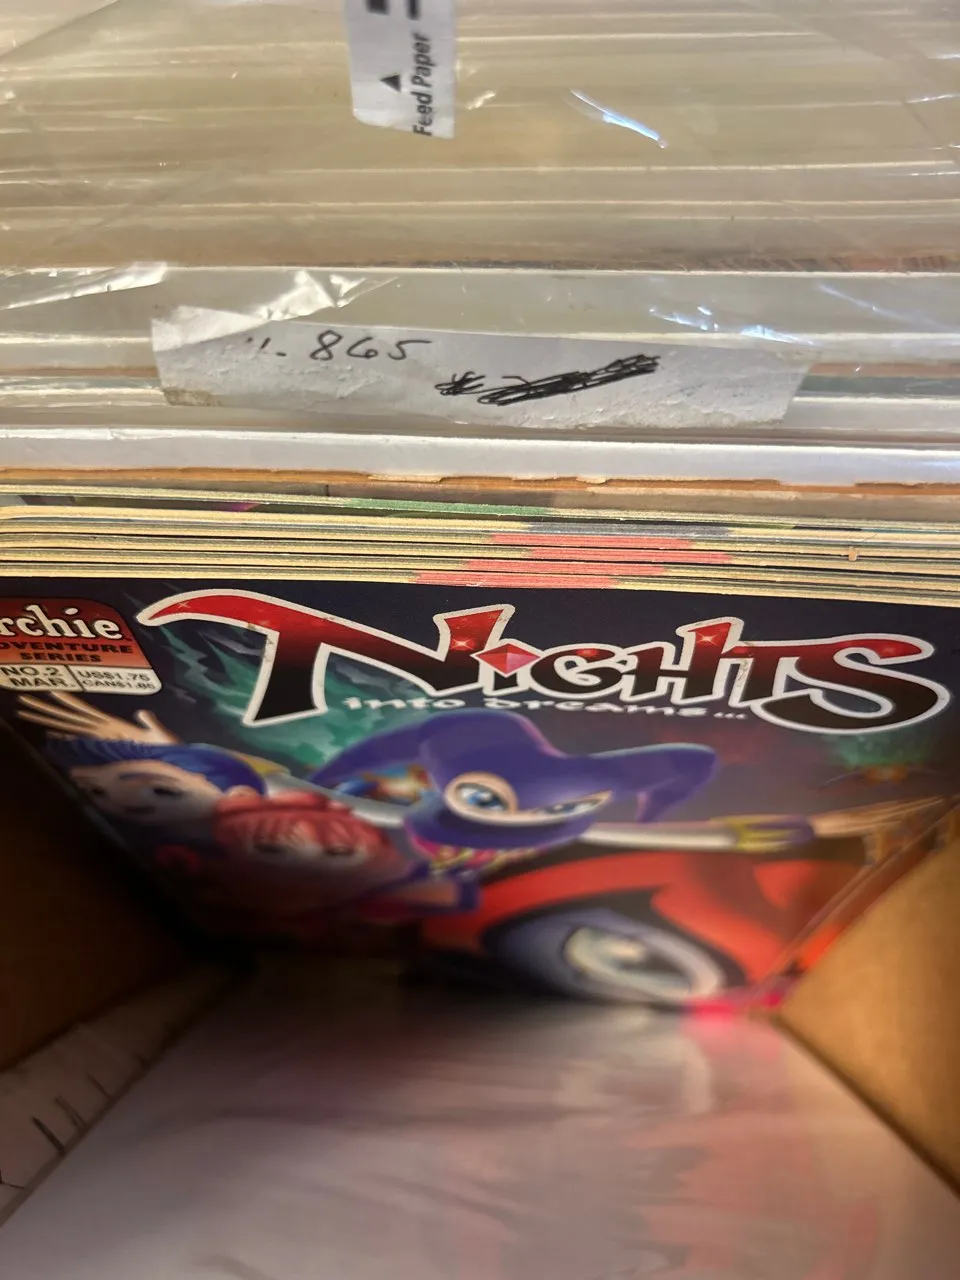 Feed Paper
865
Archie
ADVENTURE
SERIES
NO.2
MAR.
US$1.75
CAN$1.85
NiGHTS
into dreams...